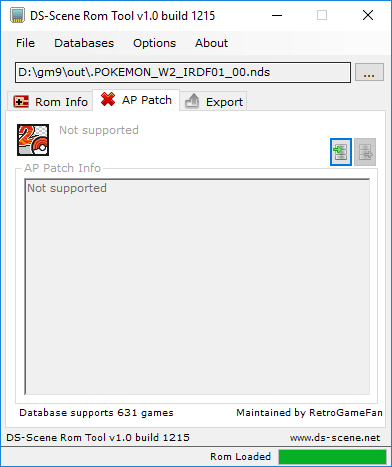 DS-Scene Rom Tool v1.0 build 1215
File Databases Options About
D:\gm9\out\.POKEMON_W2_IRDF01_00.nds
...
Rom Info AP Patch Export
2
Not supported
AP Patch Info
Not supported
Database supports 631 games Maintained by RetroGameFan
DS-Scene Rom Tool v1.0 build 1215 www.ds-scene.net
Rom Loaded